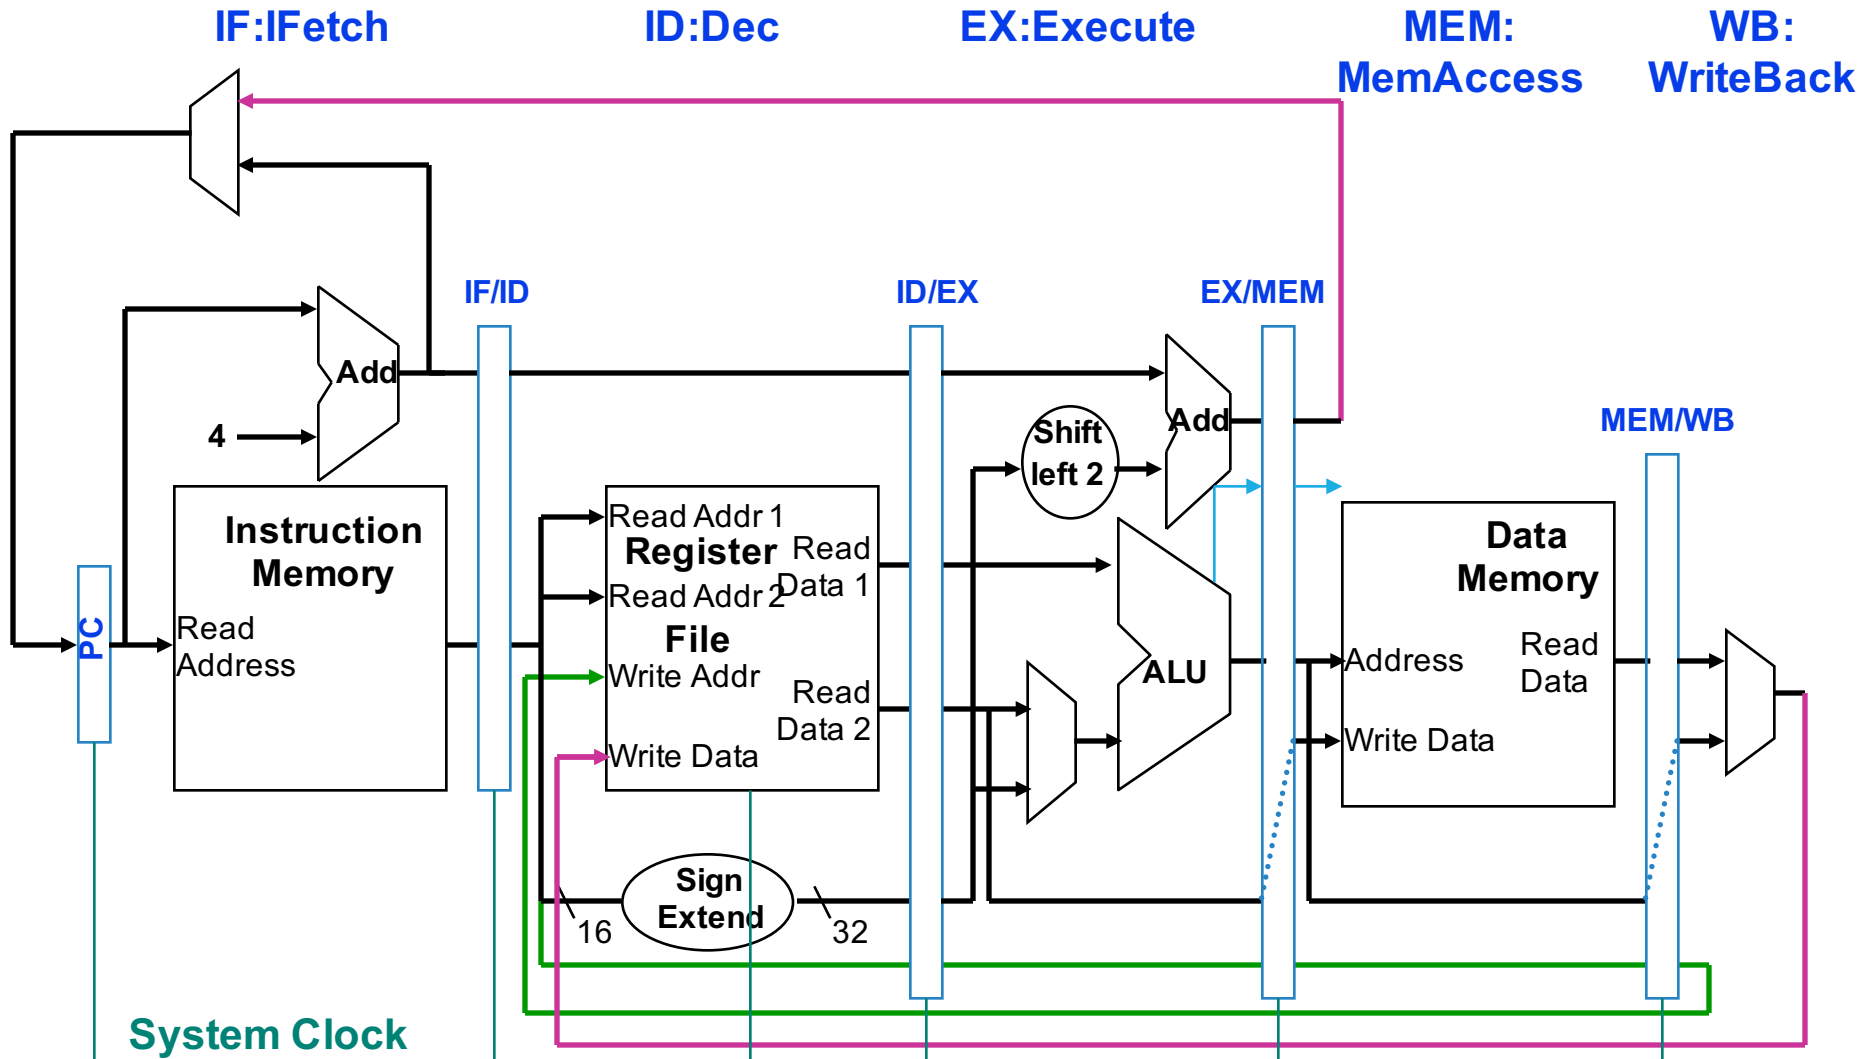 IF:IFetch
ID:Dec
EX:Execute
MEM:
MemAccess
WB:
WriteBack
IF/ID
ID/EX
EX/MEM
MEM/WB
Add
4
Shift
left 2
Add
Instruction
Memory
Read
Address
PC
Read Addr 1
Register
Read
Data 1
Read Addr 2
File
Write Addr
Read
Data 2
Write Data
ALU
Data
Memory
Address
Read
Data
Write Data
Sign
Extend
16
32
System Clock